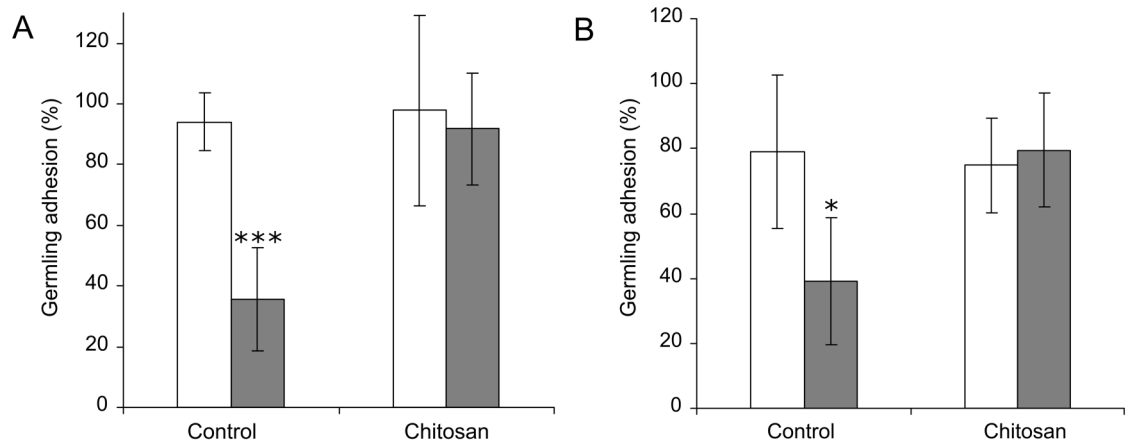 A
Germling adhesion (%)
120
100
80
60
40
20
0
***
Control
Chitosan
B
Germling adhesion (%)
120
100
80
60
40
20
0
*
Control
Chitosan